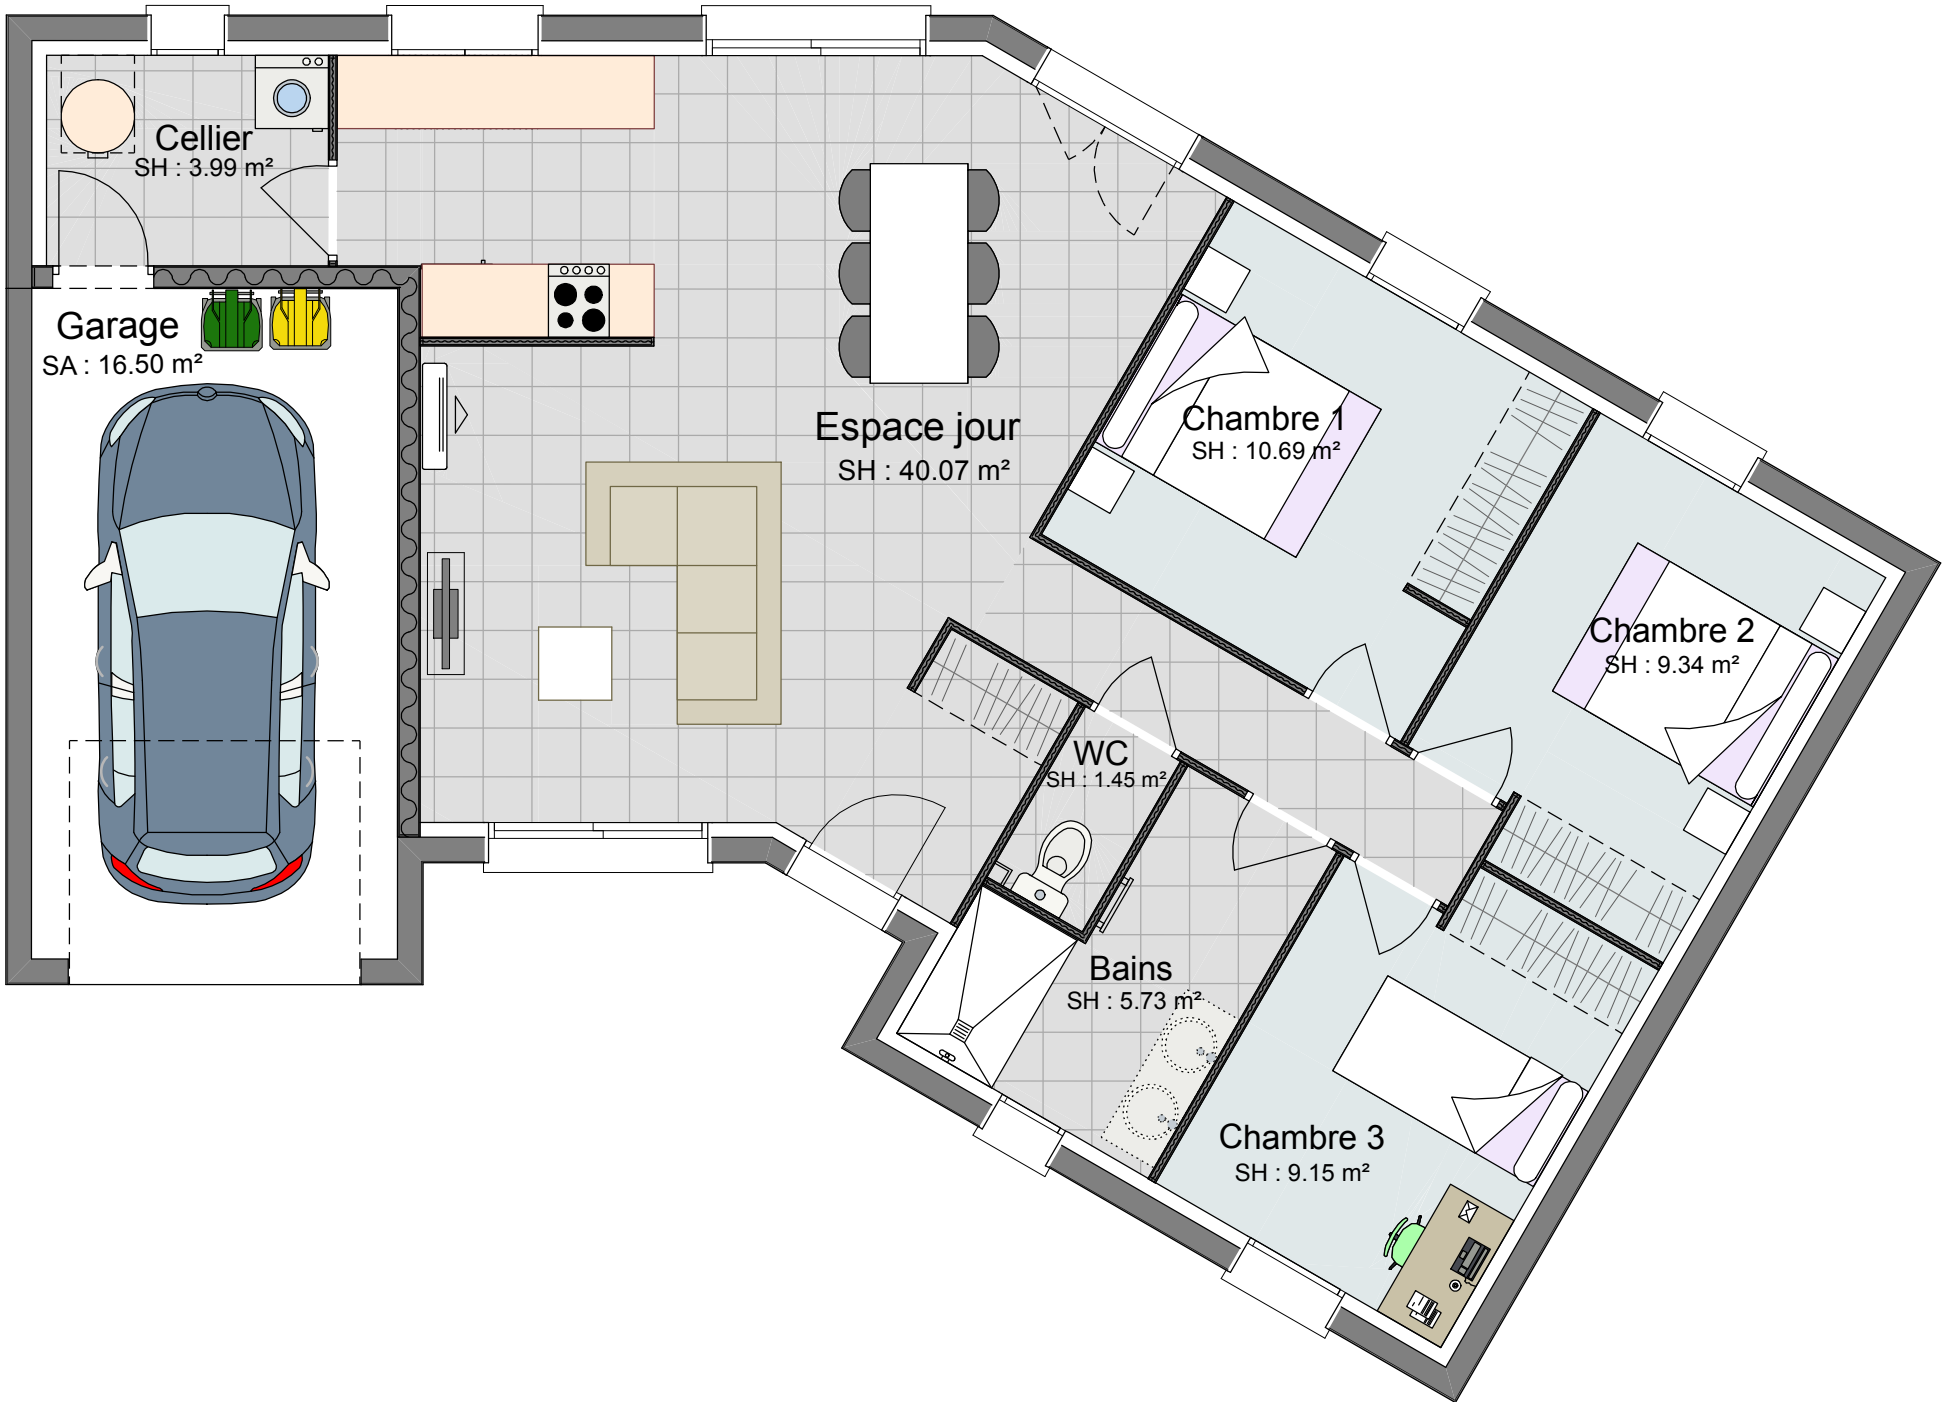 Cellier
SH : 3.99 m²
Garage
SA : 16.50 m²
Espace jour
SH : 40.07 m²
Chambre 1
SH : 10.69 m²
Chambre 2
SH : 9.34 m²
WC
SH : 1.45 m²
Bains
SH : 5.73 m²
Chambre 3
SH : 9.15 m²